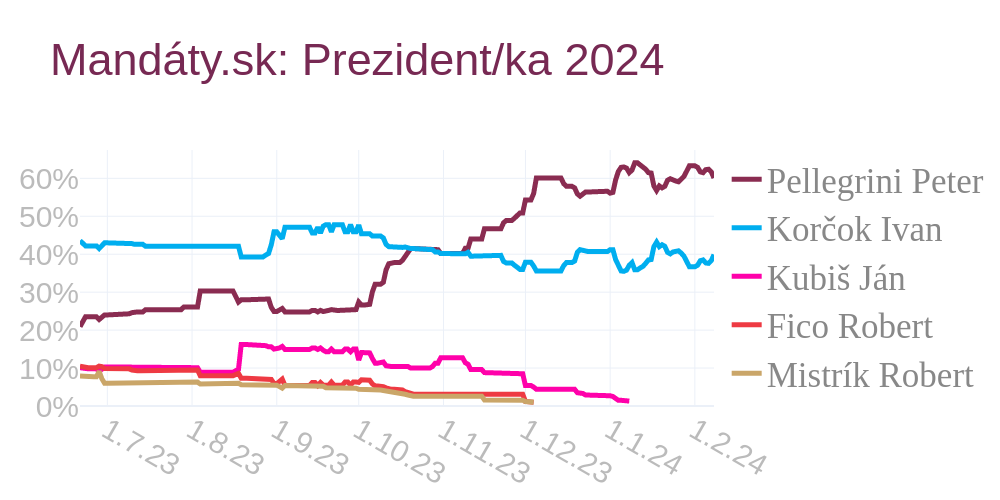 Mandáty.sk: Prezident/ka 2024
60%
50%
40%
30%
20%
10%
0%
1.7.23
1.8.23
1.9.23
1.10.23
1.11.23
1.12.23
1.1.24
1.2.24
Pellegrini Peter
Korčok Ivan
Kubiš Ján
Fico Robert
Mistrík Robert